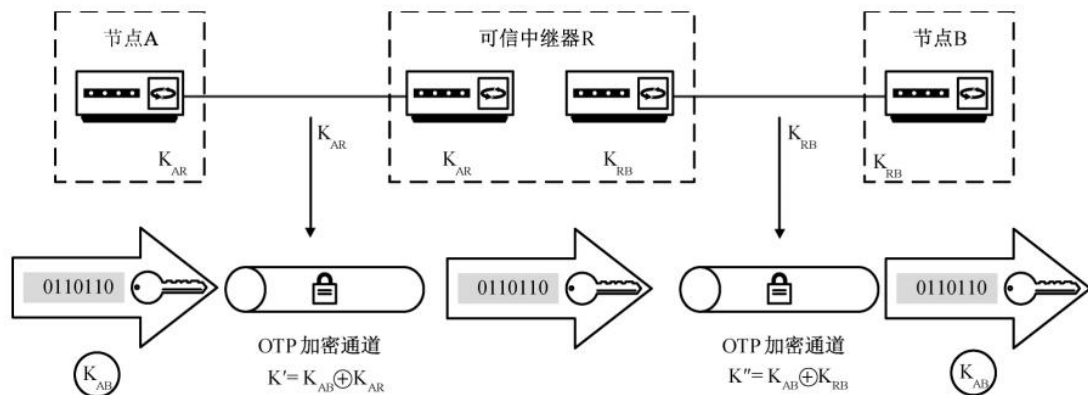 节点A
可信中继器R
节点B
K_AR
K_RB
K_AR
K_AR
K_RB
K_RB
0110110
0110110
0110110
OTP 加密通道
OTP 加密通道
K_AB
K′= K_AB⊕K_AR
K″= K_AB⊕K_RB
K_AB